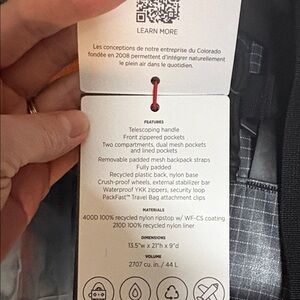 LEARN MORE
Les conceptions de notre entreprise du Colorado
fondée en 2008 permettent d'intégrer naturellement
le plein air dans le quotidien.
FEATURES
Telescoping handle
Front zippered pockets
Two compartments, dual mesh pockets
and lined pockets
Removable padded mesh backpack straps
Fully padded
Recycled plastic back, nylon base
Crush-proof wheels, external stabilizer bar
Waterproof YKK zippers, security loop
PackFast™ Travel Bag attachment clips
MATERIALS
400D 100% recycled nylon ripstop w/ WF-CS coating
210D 100% recycled nylon liner
DIMENSIONS
13.5"w x 21"h x 9"d
VOLUME
2707 cu. in. / 44 L